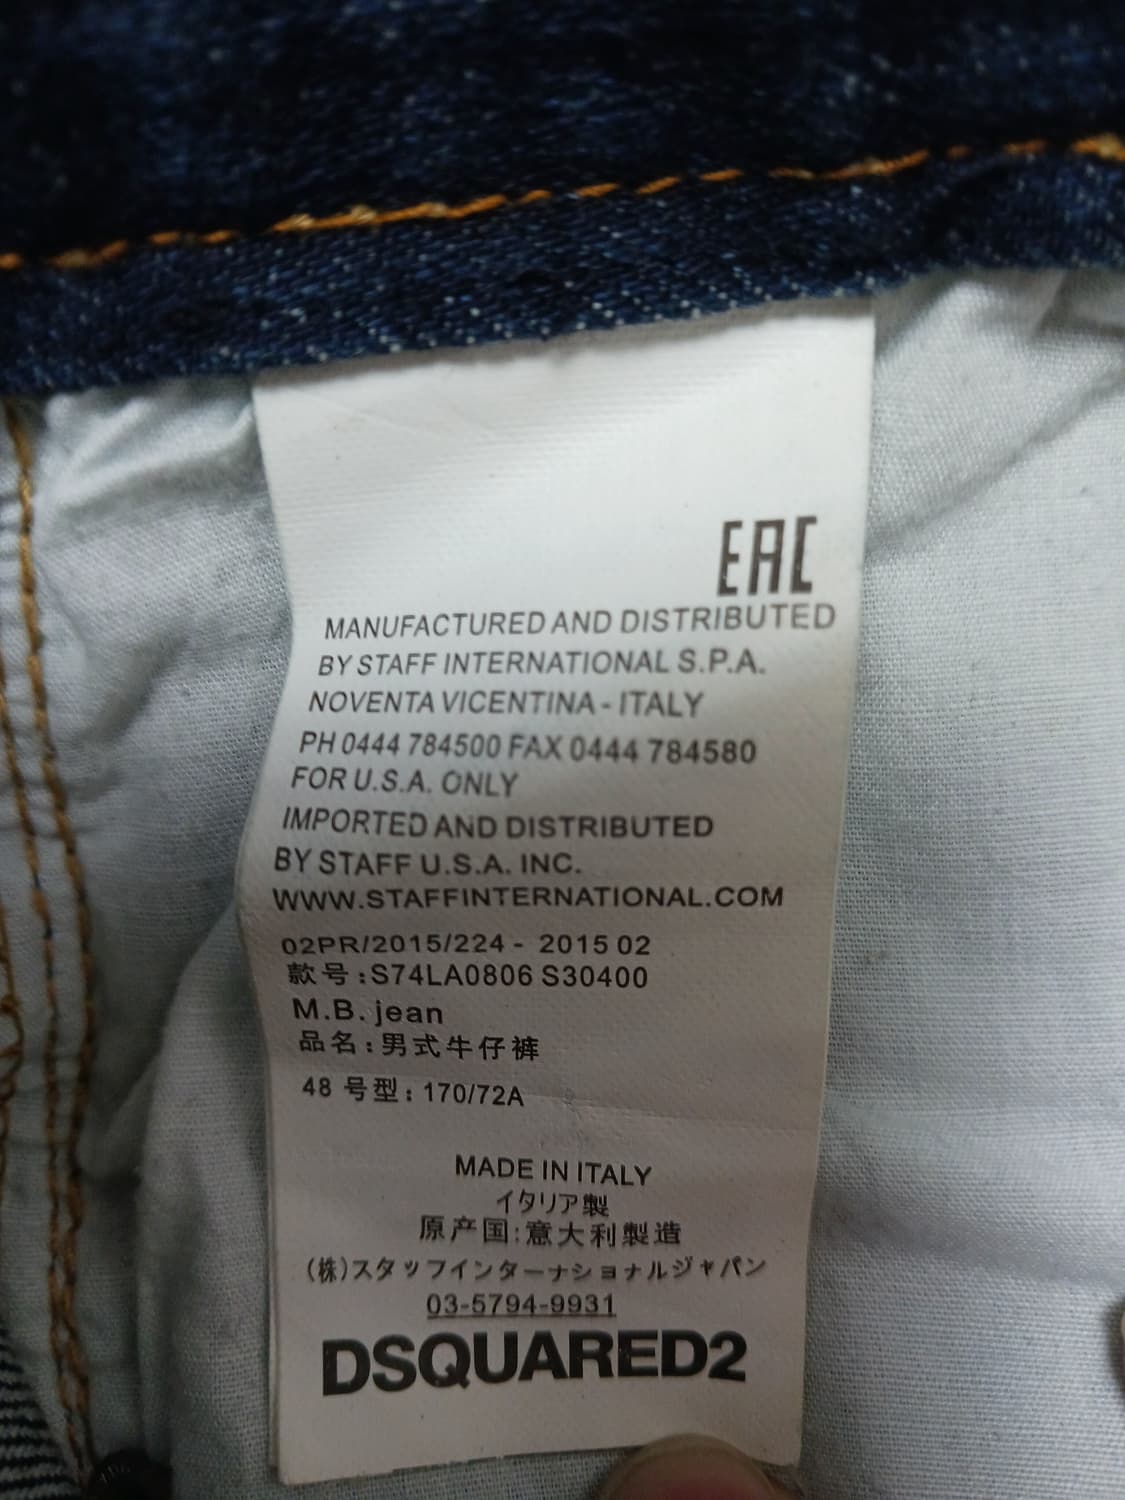 EAC
MANUFACTURED AND DISTRIBUTED
BY STAFF INTERNATIONAL S.P.A.
NOVENTA VICENTINA - ITALY
PH 0444 784500 FAX 0444 784580
FOR U.S.A. ONLY
IMPORTED AND DISTRIBUTED
BY STAFF U.S.A. INC.
WWW.STAFFINTERNATIONAL.COM
02PR/2015/224 - 2015 02
款号:S74LA0806 S30400
M.B. jean
品名:男式牛仔裤
48 号型: 170/72A
MADE IN ITALY
イタリア製
原产国:意大利製造
(株)スタッフインターナショナルジャパン
03-5794-9931
DSQUARED2